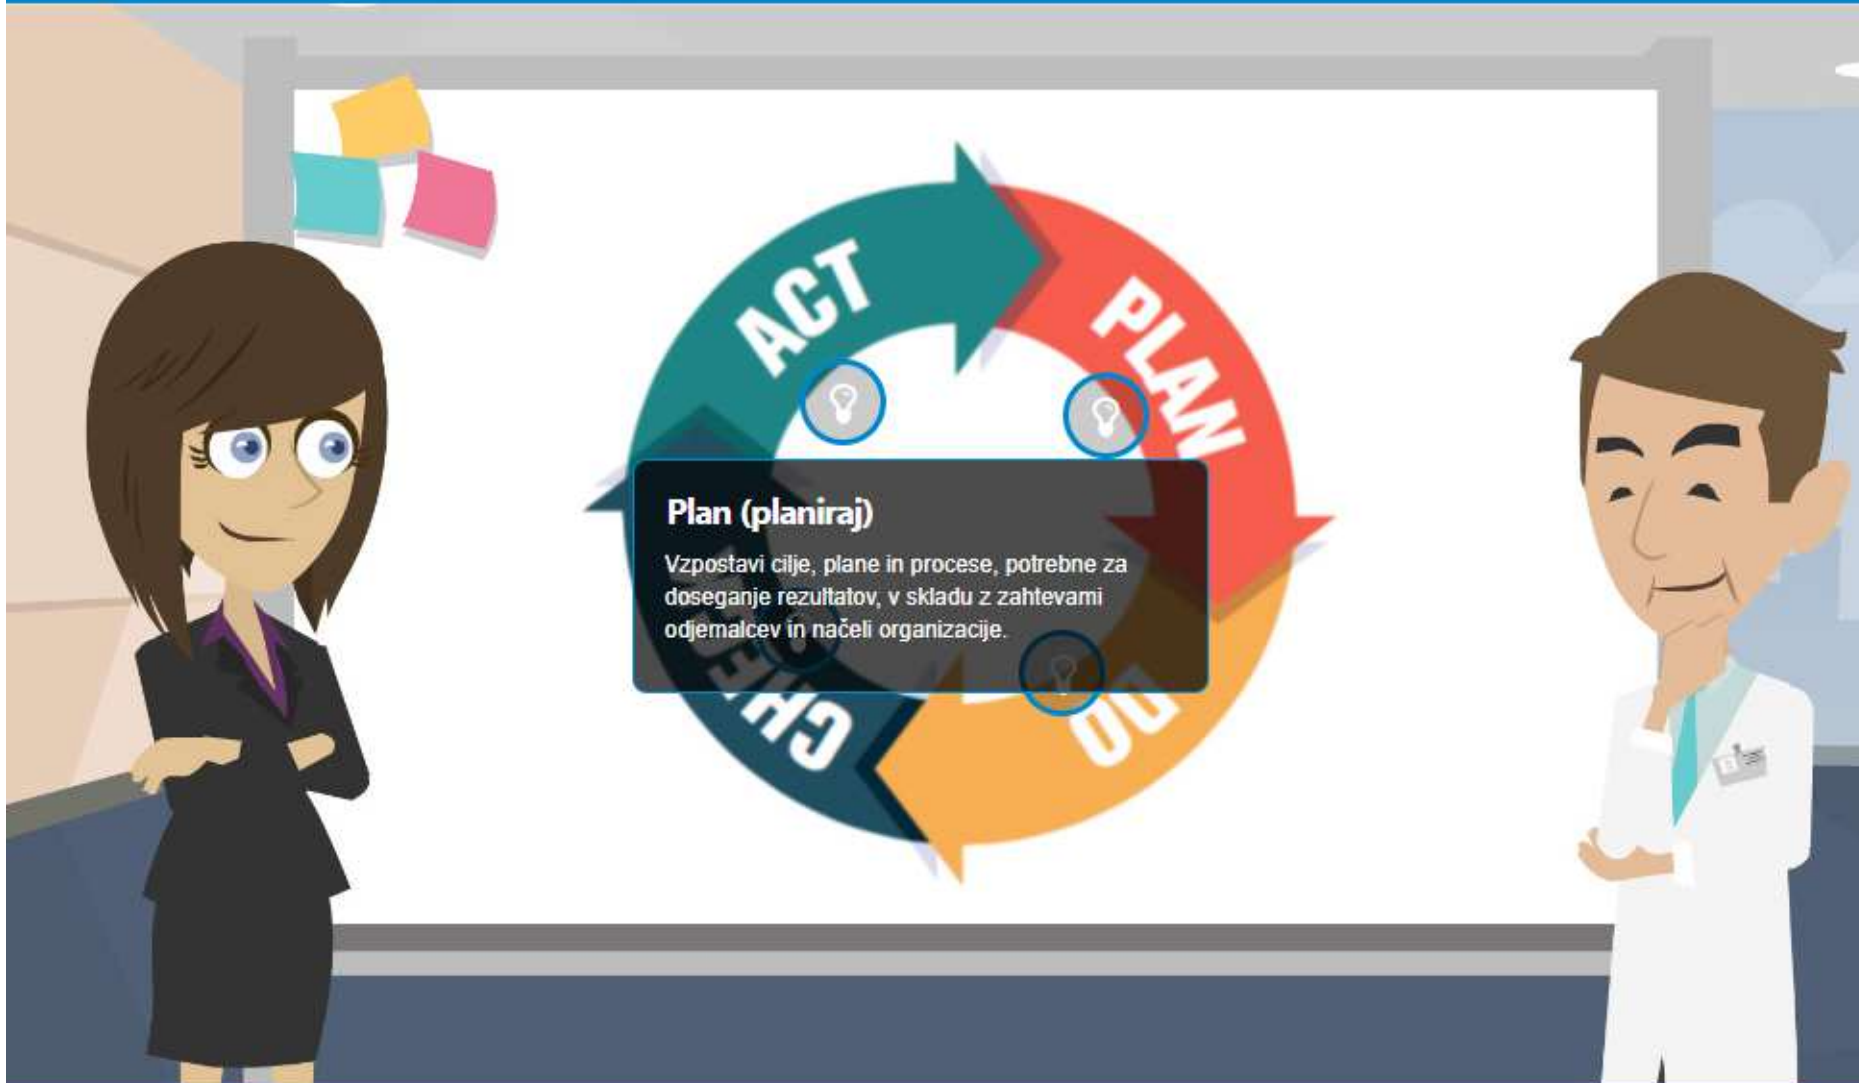 ACT
PLAN
Plan (planiraj)
Vzpostavi cilje, plane in procese, potrebne za
doseganje rezultatov, v skladu z zahtevami
odjemalcev in načeli organizacije.
CHECK
DO